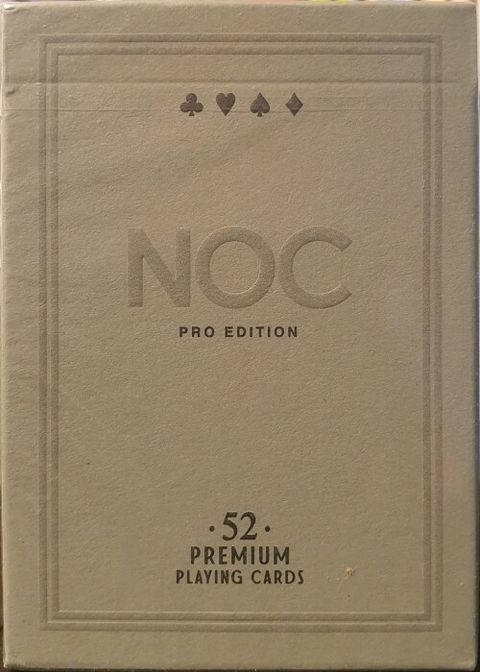 NOC
PRO EDITION
·52·
PREMIUM
PLAYING CARDS